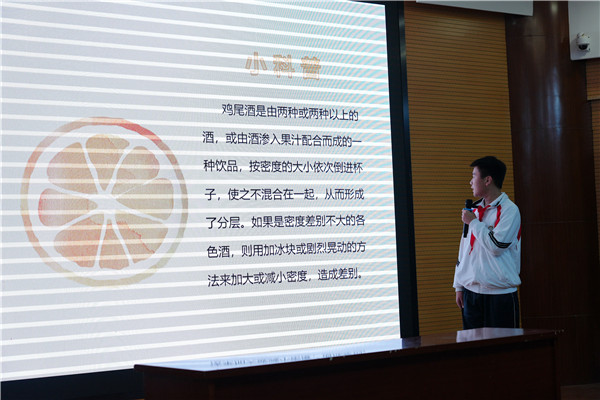 小科普
鸡尾酒是由两种或两种以上的
酒，或由酒渗入果汁配合而成的一
种饮品，按密度的大小依次倒进杯
子，使之不混合在一起，从而形成
了分层。如果是密度差别不大的各
色酒，则用加冰块或剧烈晃动的方
法来加大或减小密度，造成差别。